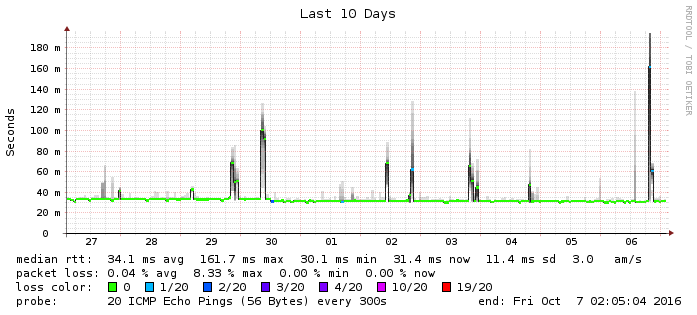 Last 10 Days
RRDTOOL / TOBI OETIKER
Seconds
180 m
160 m
140 m
120 m
100 m
80 m
60 m
40 m
20 m
0
27 28 29 30 01 02 03 04 05 06
median rtt: 34.1 ms avg 161.7 ms max 30.1 ms min 31.4 ms now 11.4 ms sd 3.0 am/s
packet loss: 0.04 % avg 8.33 % max 0.00 % min 0.00 % now
loss color: 0 1/20 2/20 3/20 4/20 10/20 19/20
probe: 20 ICMP Echo Pings (56 Bytes) every 300s end: Fri Oct 7 02:05:04 2016